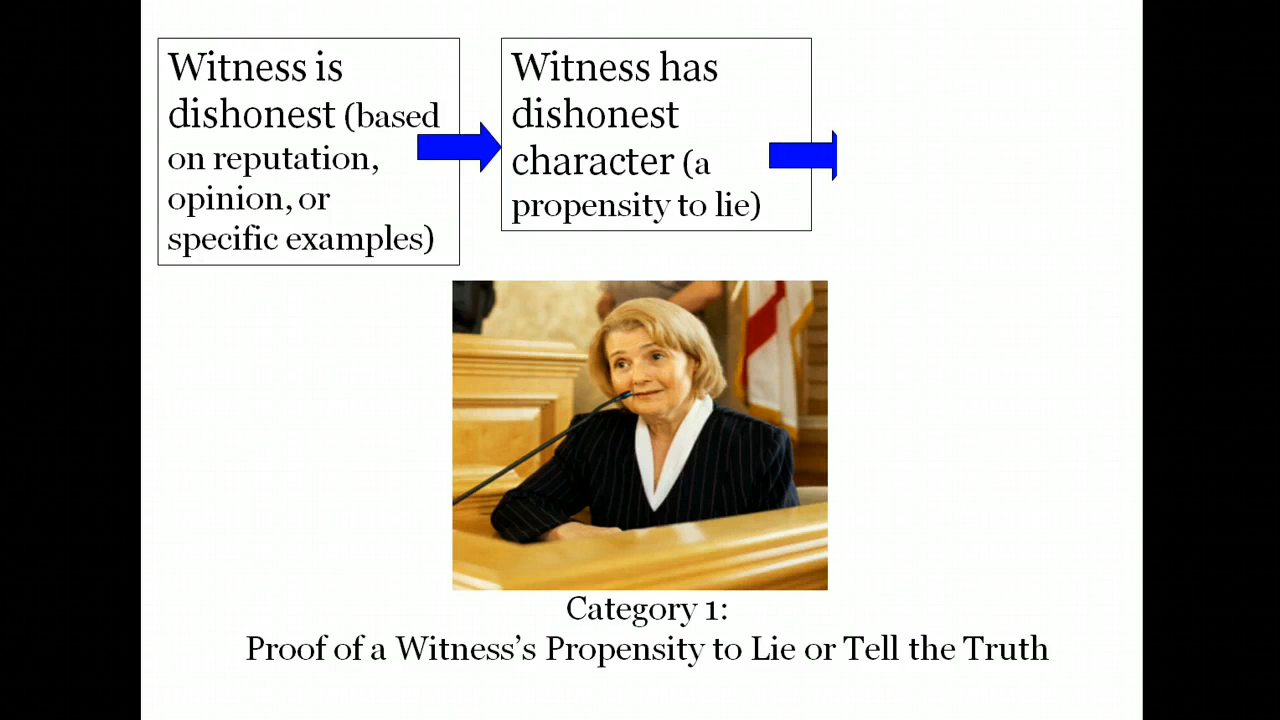 Witness is
dishonest (based
on reputation,
opinion, or
specific examples)
Witness has
dishonest
character (a
propensity to lie)
Category 1:
Proof of a Witness’s Propensity to Lie or Tell the Truth